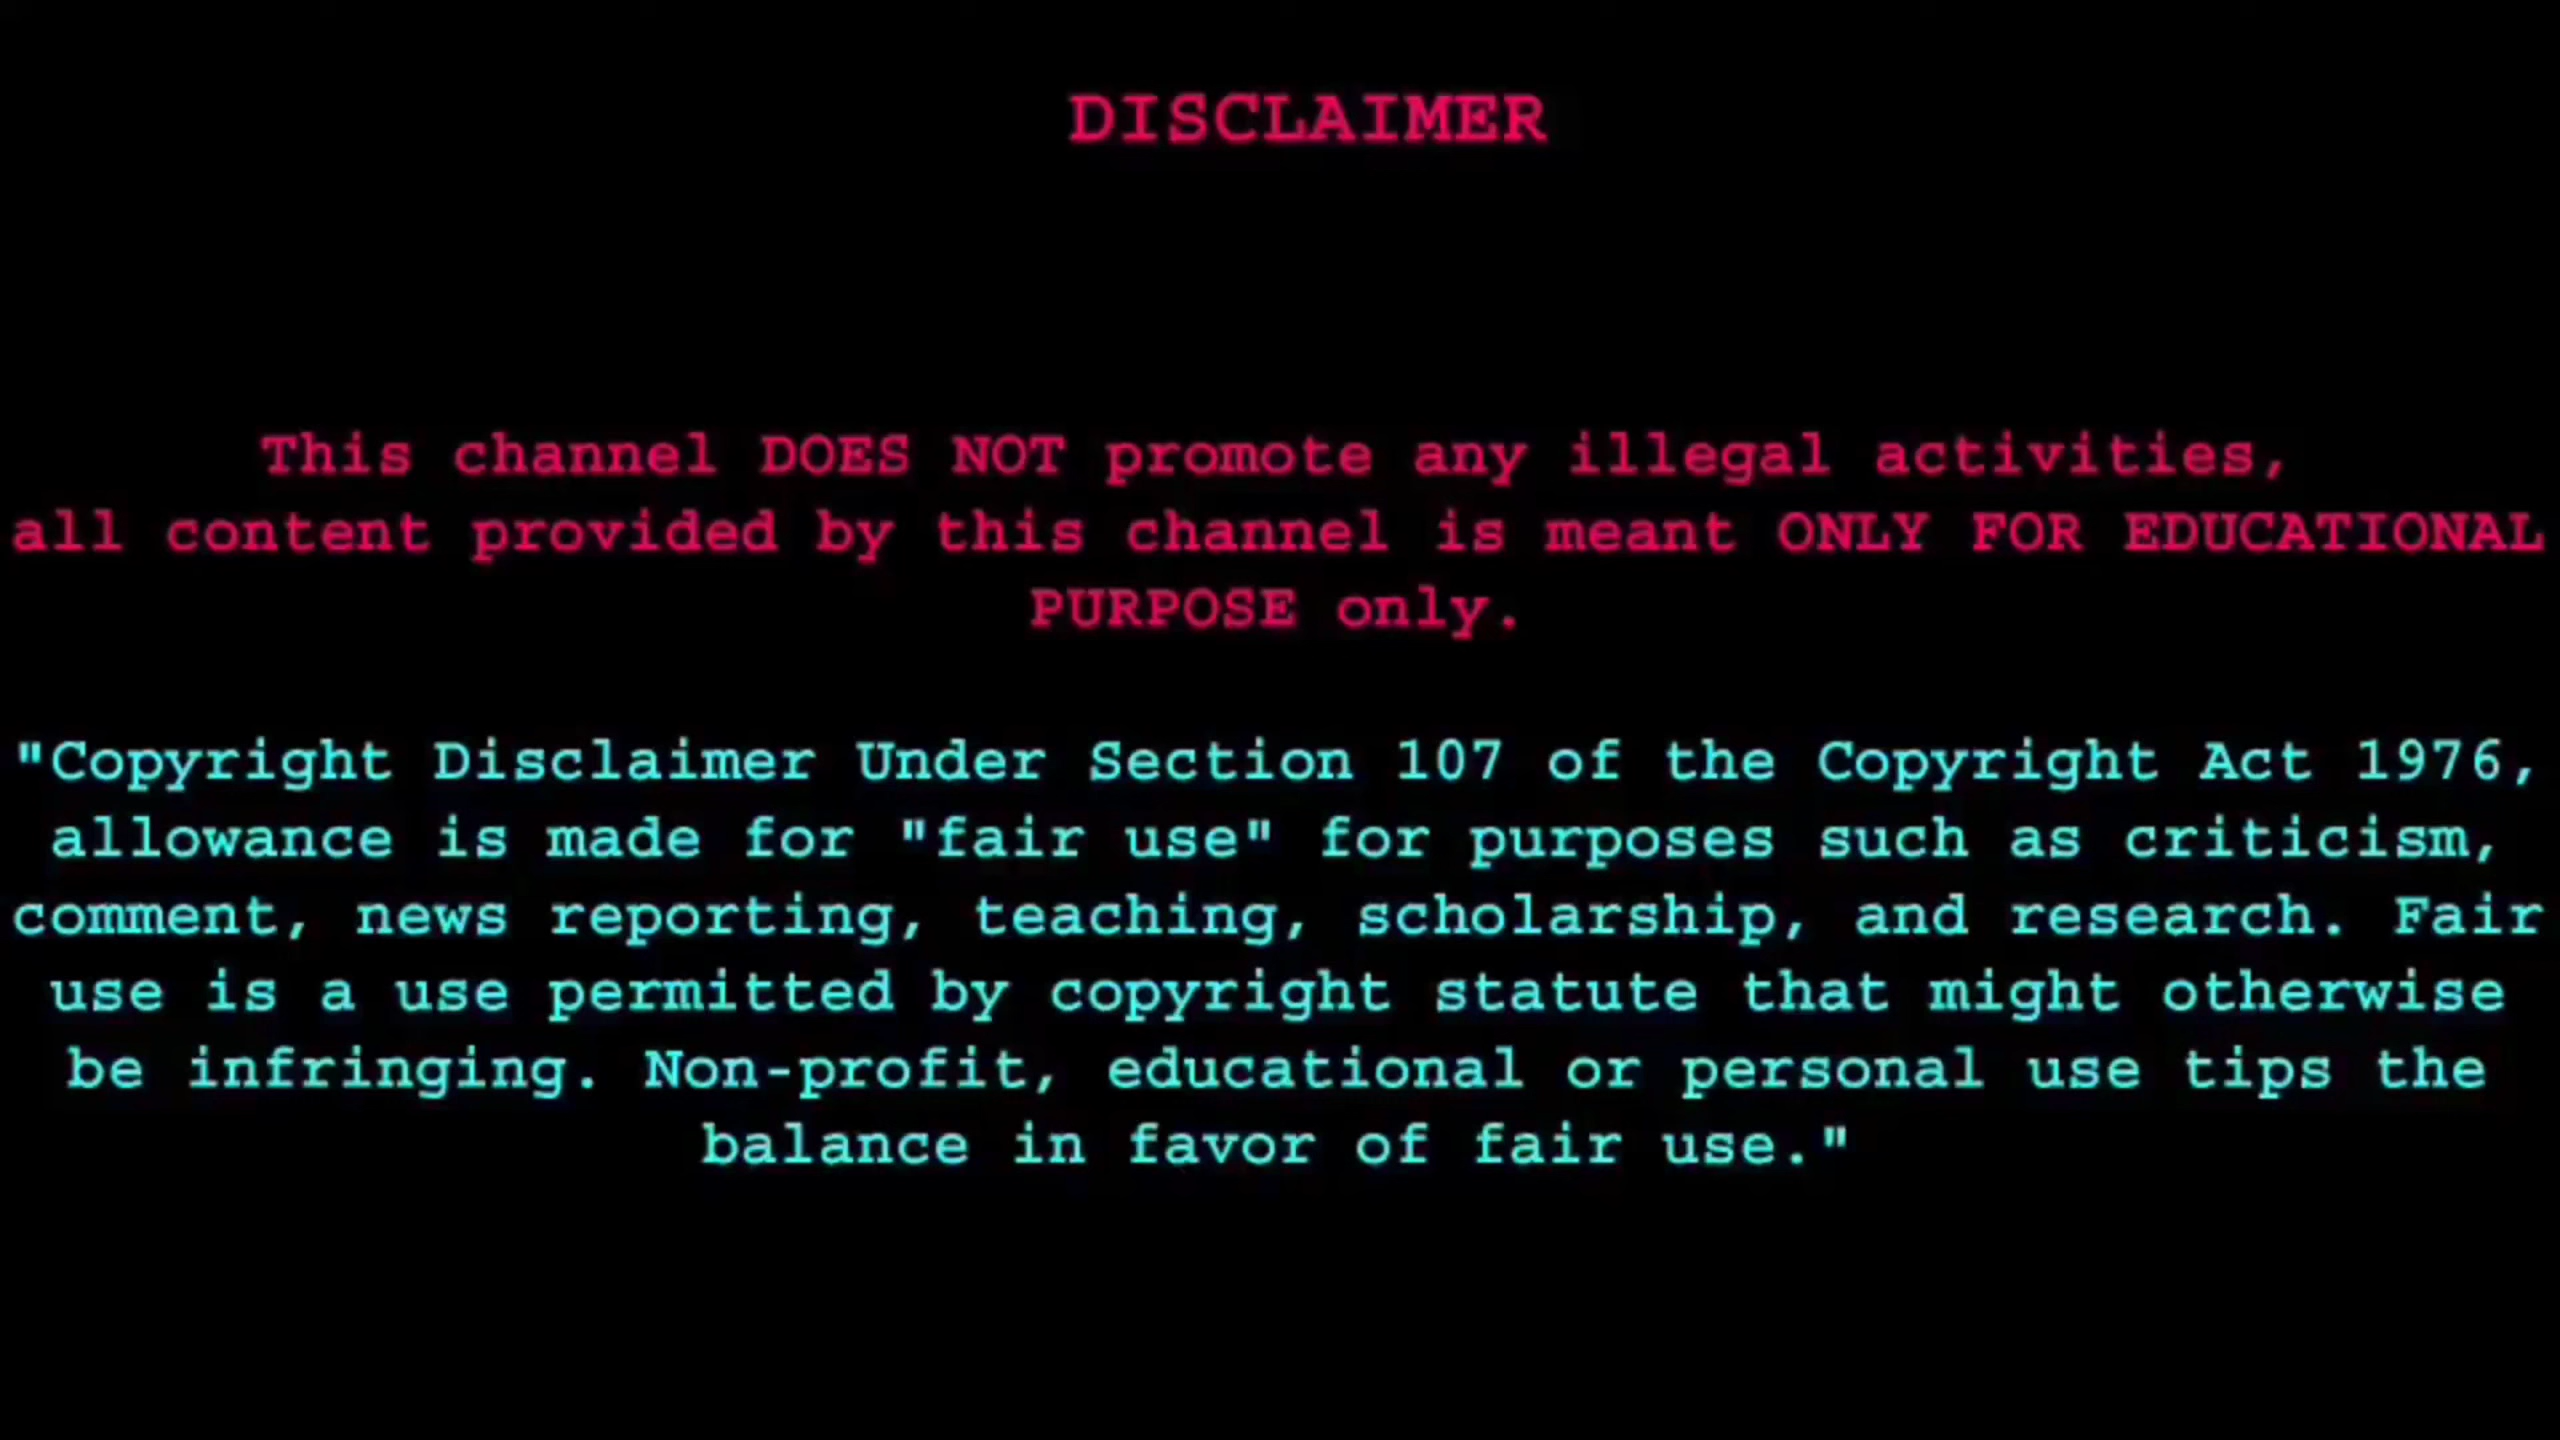 DISCLAIMER
This channel DOES NOT promote any illegal activities,
all content provided by this channel is meant ONLY FOR EDUCATIONAL
PURPOSE only.
"Copyright Disclaimer Under Section 107 of the Copyright Act 1976,
allowance is made for "fair use" for purposes such as criticism,
comment, news reporting, teaching, scholarship, and research. Fair
use is a use permitted by copyright statute that might otherwise
be infringing. Non-profit, educational or personal use tips the
balance in favor of fair use."